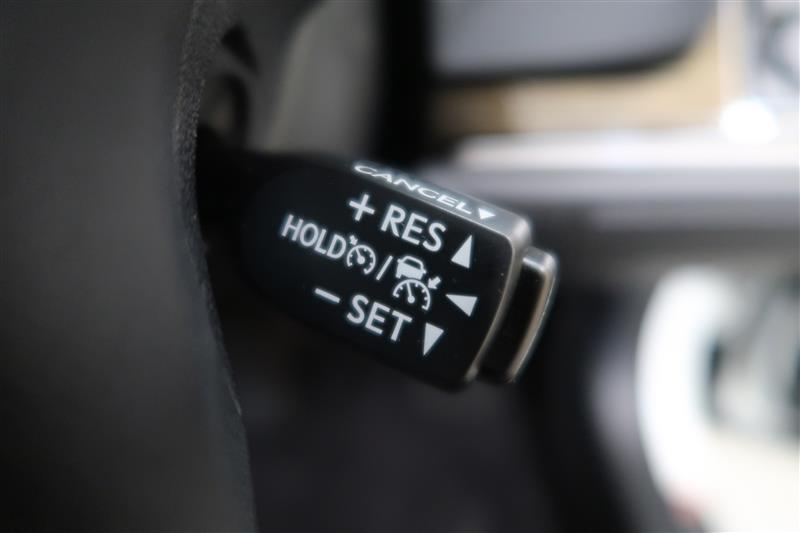 CANCEL
+ RES
HOLD /
- SET